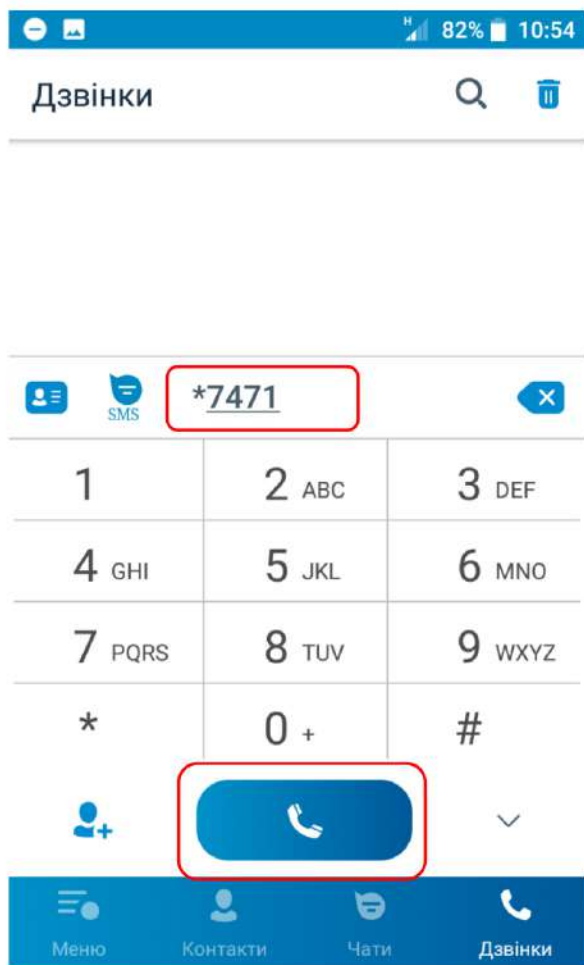 H 82% 10:54
Дзвінки
SMS *7471
1 2 ABC 3 DEF
4 GHI 5 JKL 6 MNO
7 PQRS 8 TUV 9 WXYZ
* 0 + #
Меню Контакти Чати Дзвінки